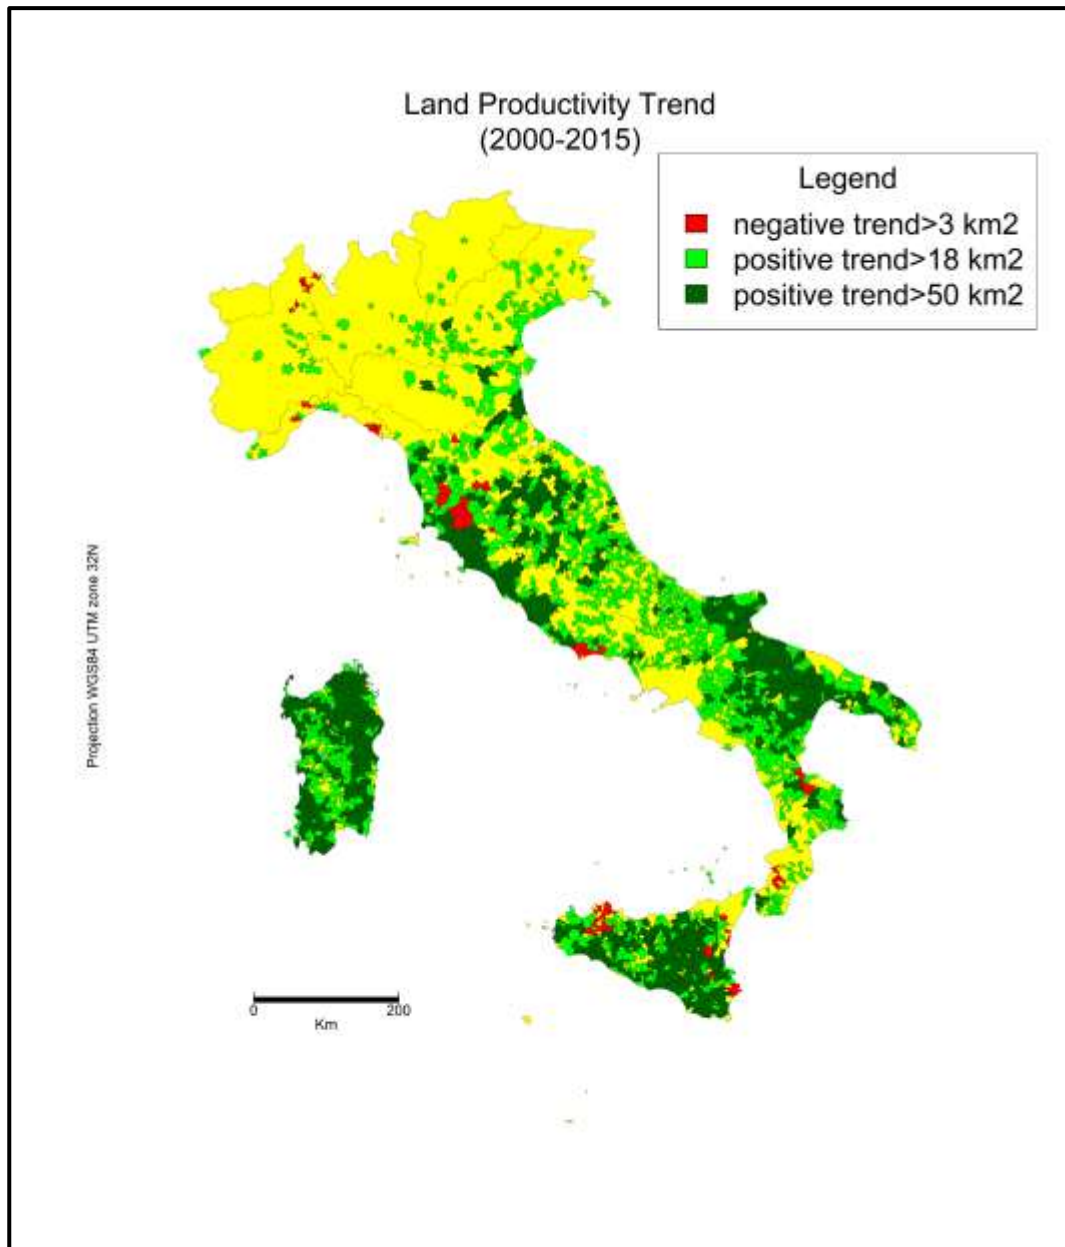 Land Productivity Trend
(2000-2015)
Legend
negative trend>3 km2
positive trend>18 km2
positive trend>50 km2
Projection WGS84 UTM zone 32N
0 200
Km